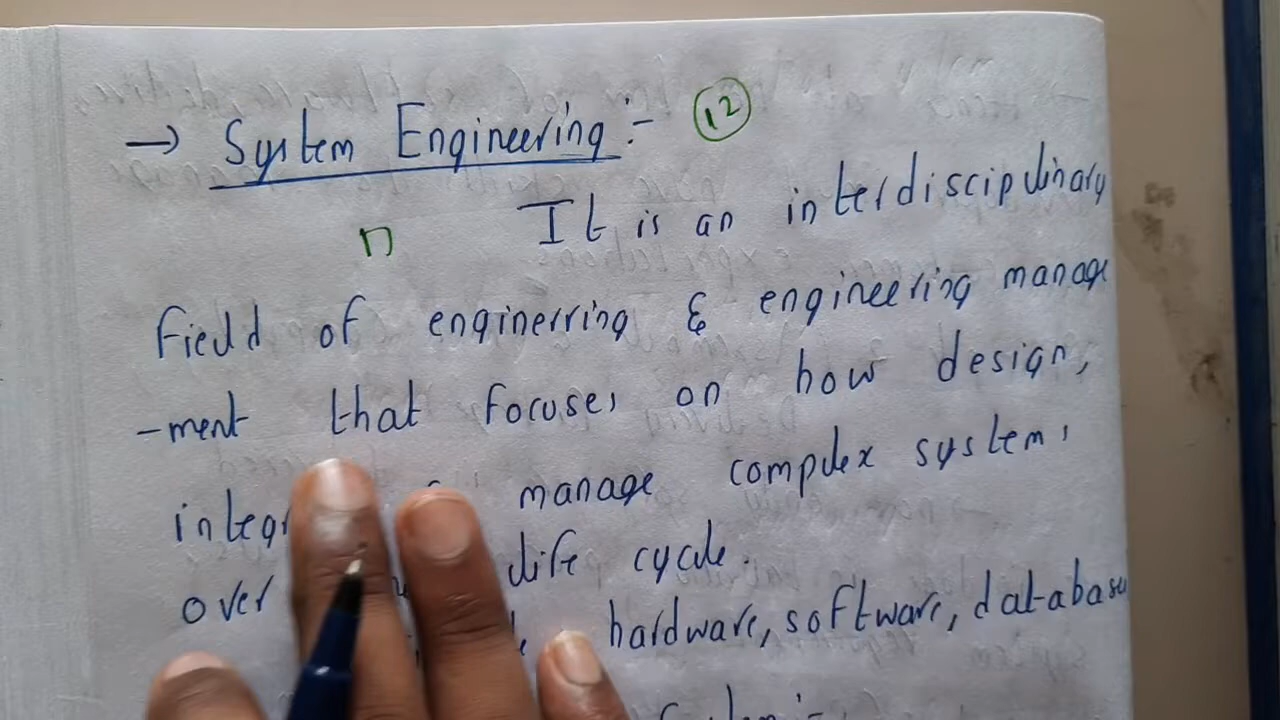 → System Engineering :- 12
It is an interdisciplinary
n
field of enginerring & engineering manage
-ment that focuses on how design,
manage complex systems
over life cycle.
hardware, software, database